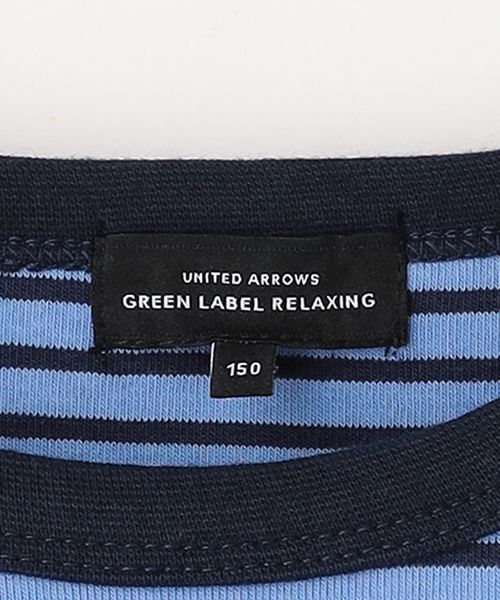 UNITED ARROWS
GREEN LABEL RELAXING
150